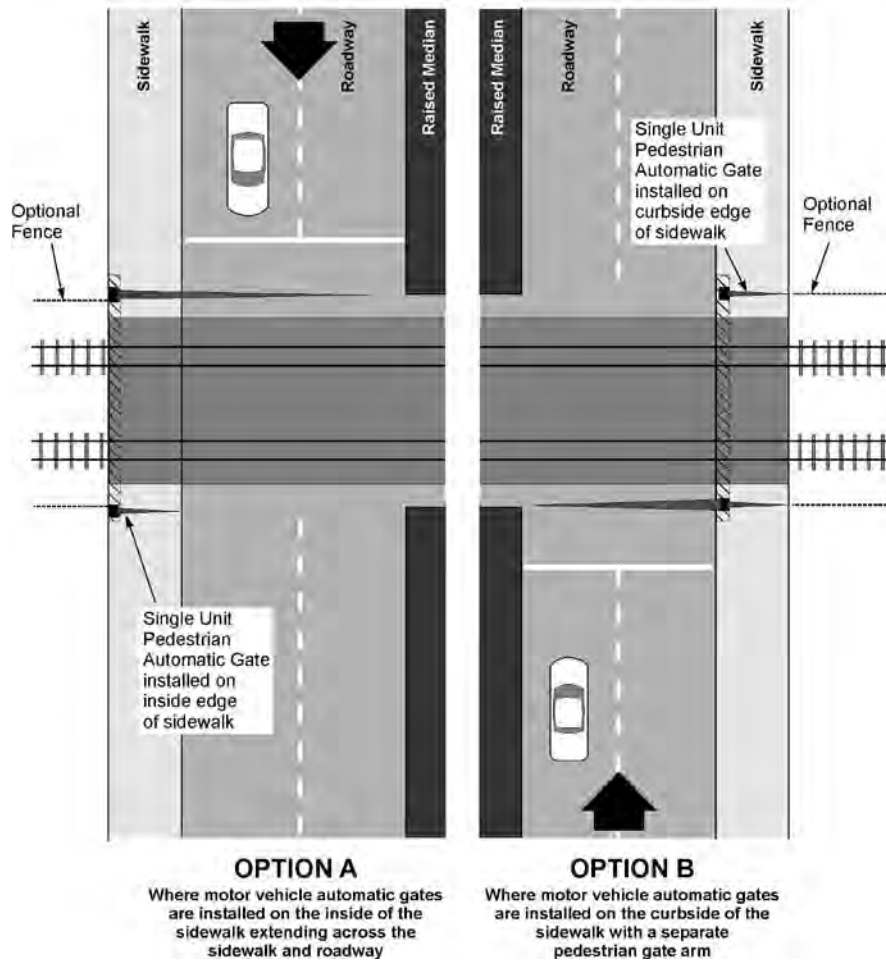 Sidewalk
Roadway
Raised Median
Raised Median
Roadway
Sidewalk
Single Unit
Pedestrian
Automatic Gate
installed on
curbside edge
of sidewalk
Optional
Fence
Optional
Fence
Single Unit
Pedestrian
Automatic Gate
installed on
inside edge
of sidewalk
OPTION A
Where motor vehicle automatic gates
are installed on the inside of the
sidewalk extending across the
sidewalk and roadway
OPTION B
Where motor vehicle automatic gates
are installed on the curbside of the
sidewalk with a separate
pedestrian gate arm